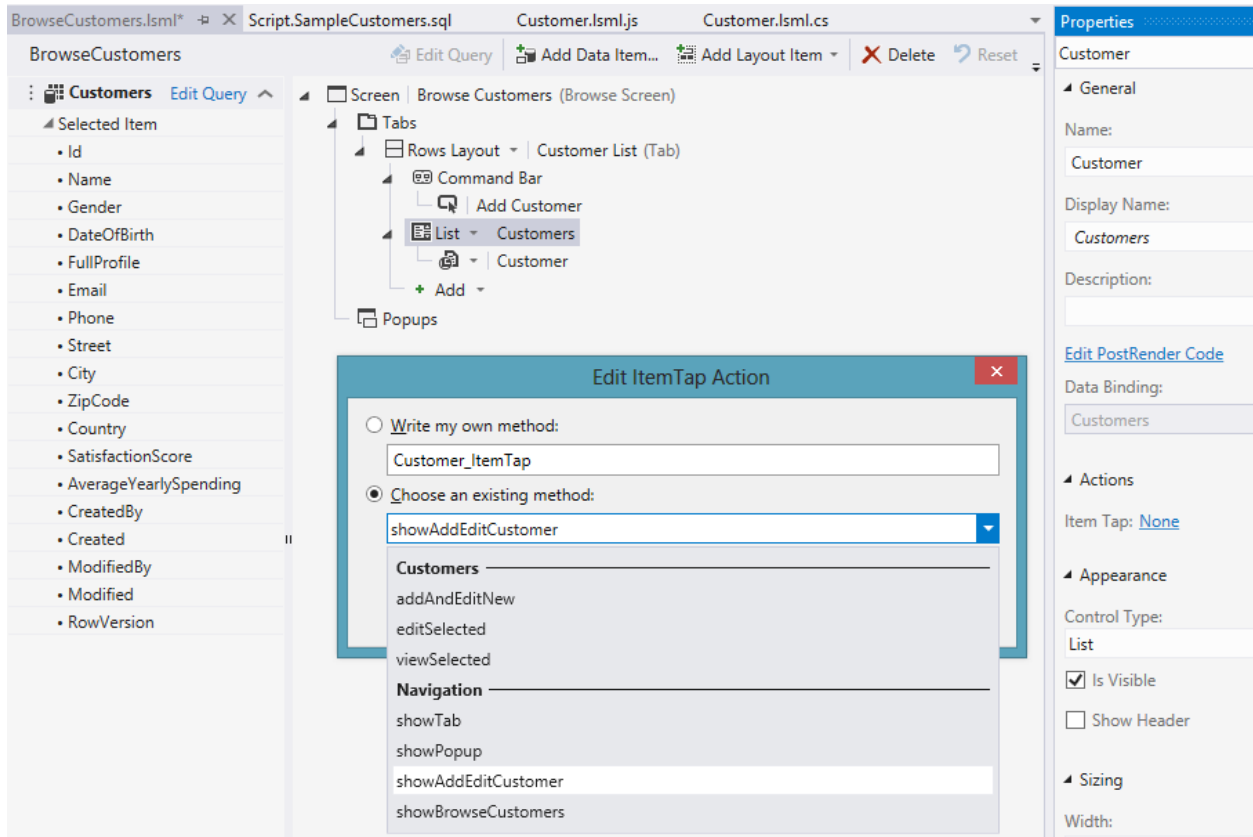 BrowseCustomers.lsml* Script.SampleCustomers.sql Customer.lsml.js Customer.lsml.cs
BrowseCustomers Edit Query Add Data Item... Add Layout Item Delete Reset
Customers Edit Query
Selected Item
Id
Name
Gender
DateOfBirth
FullProfile
Email
Phone
Street
City
ZipCode
Country
SatisfactionScore
AverageYearlySpending
CreatedBy
Created
ModifiedBy
Modified
RowVersion
Screen | Browse Customers (Browse Screen)
Tabs
Rows Layout | Customer List (Tab)
Command Bar
Add Customer
List Customers
Customer
+ Add
Popups
Edit ItemTap Action
Write my own method:
Customer_ItemTap
Choose an existing method:
showAddEditCustomer
Customers
addAndEditNew
editSelected
viewSelected
Navigation
showTab
showPopup
showAddEditCustomer
showBrowseCustomers
Properties
Customer
General
Name:
Customer
Display Name:
Customers
Description:
Edit PostRender Code
Data Binding:
Customers
Actions
Item Tap: None
Appearance
Control Type:
List
Is Visible
Show Header
Sizing
Width: